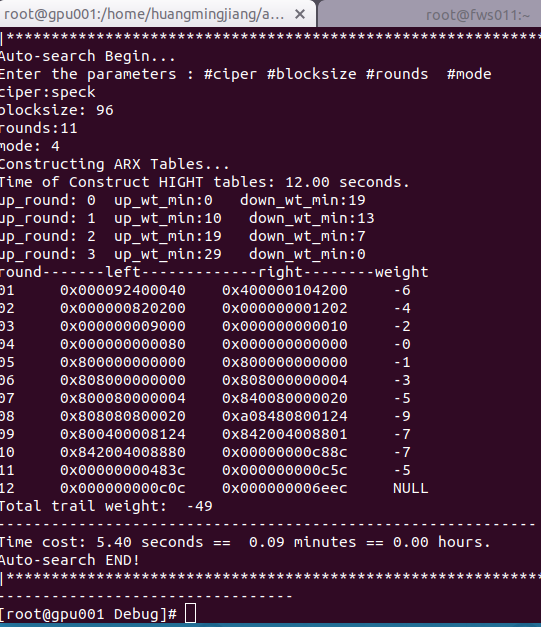 root@gpu001:/home/huangmingjiang/a... × root@fws011:~
|****************************************************************
Auto-search Begin...
Enter the parameters : #ciper #blocksize #rounds  #mode
ciper:speck
blocksize: 96
rounds:11
mode: 4
Constructing ARX Tables...
Time of Construct HIGHT tables: 12.00 seconds.
up_round: 0  up_wt_min:0   down_wt_min:19
up_round: 1  up_wt_min:10   down_wt_min:13
up_round: 2  up_wt_min:19   down_wt_min:7
up_round: 3  up_wt_min:29   down_wt_min:0
round-------left-------------right--------weight
01     0x000092400040    0x400000104200     -6
02     0x000000820200    0x000000001202     -4
03     0x000000009000    0x000000000010     -2
04     0x000000000080    0x000000000000     -0
05     0x800000000000    0x800000000000     -1
06     0x808000000000    0x808000000004     -3
07     0x800080000004    0x840080000020     -5
08     0x808080800020    0xa08480800124     -9
09     0x800400008124    0x842004008801     -7
10     0x842004008880    0x00000000c88c     -7
11     0x00000000483c    0x000000000c5c     -5
12     0x000000000c0c    0x000000006eec     NULL
Total trail weight:  -49
----------------------------------------------------------------
Time cost: 5.40 seconds ==  0.09 minutes == 0.00 hours.
Auto-search END!
|****************************************************************
----------------------------------
[root@gpu001 Debug]#